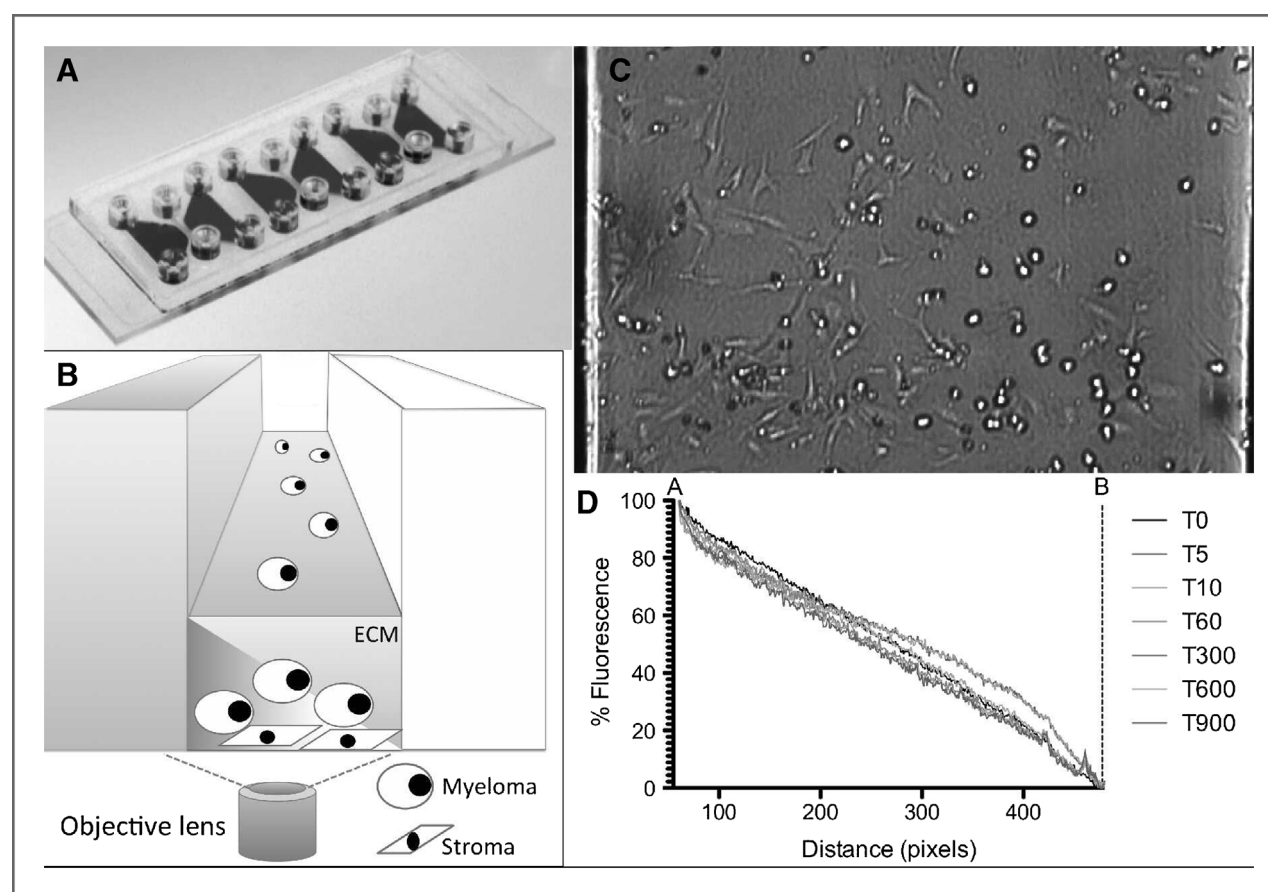 A
B
ECM
Objective lens
Myeloma
Stroma
C
D
A
B
100
80
60
40
20
0
% Fluorescence
100
200
300
400
Distance (pixels)
T0
T5
T10
T60
T300
T600
T900